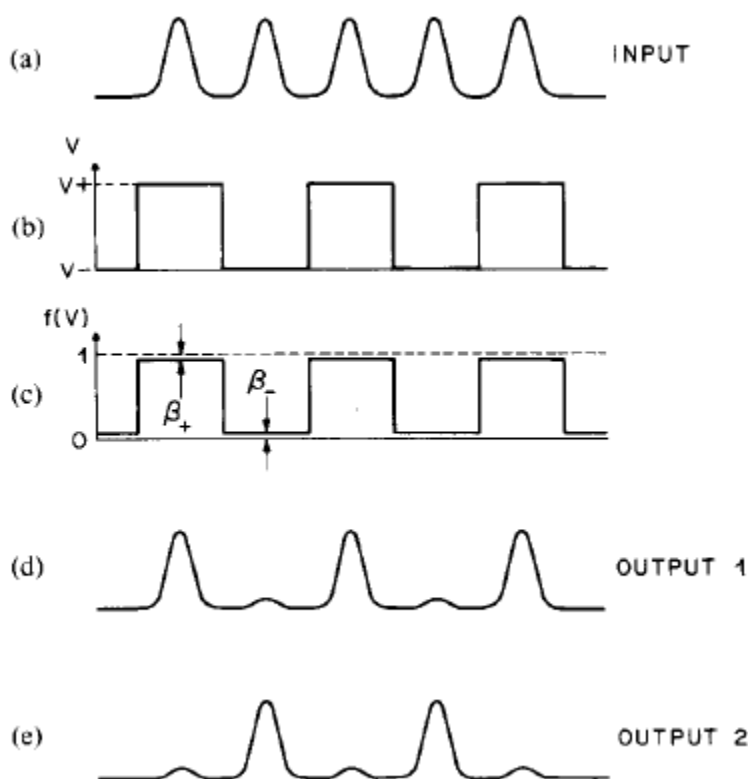 (a) INPUT
V
V+
(b)
V-
f(V)
1
β-
(c)
β+
0
(d) OUTPUT 1
(e) OUTPUT 2